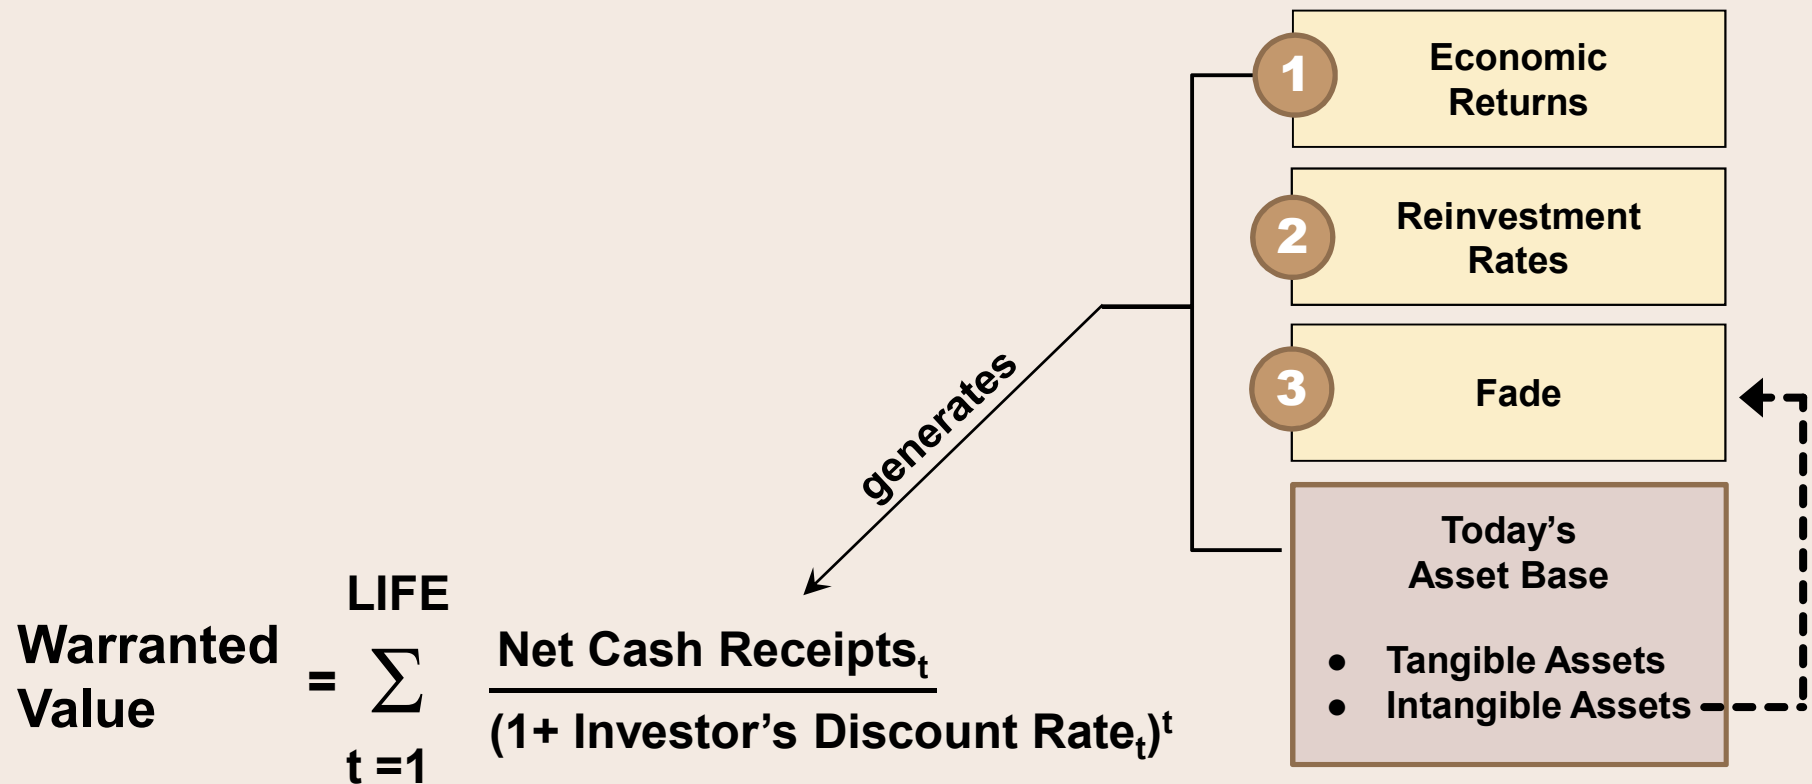 1
Economic
Returns
2
Reinvestment
Rates
3
Fade
generates
Today’s
Asset Base
● Tangible Assets
● Intangible Assets
Warranted
Value
=
LIFE
∑
t =1
Net Cash Receiptsₜ
(1+ Investor’s Discount Rateₜ)ᵗ